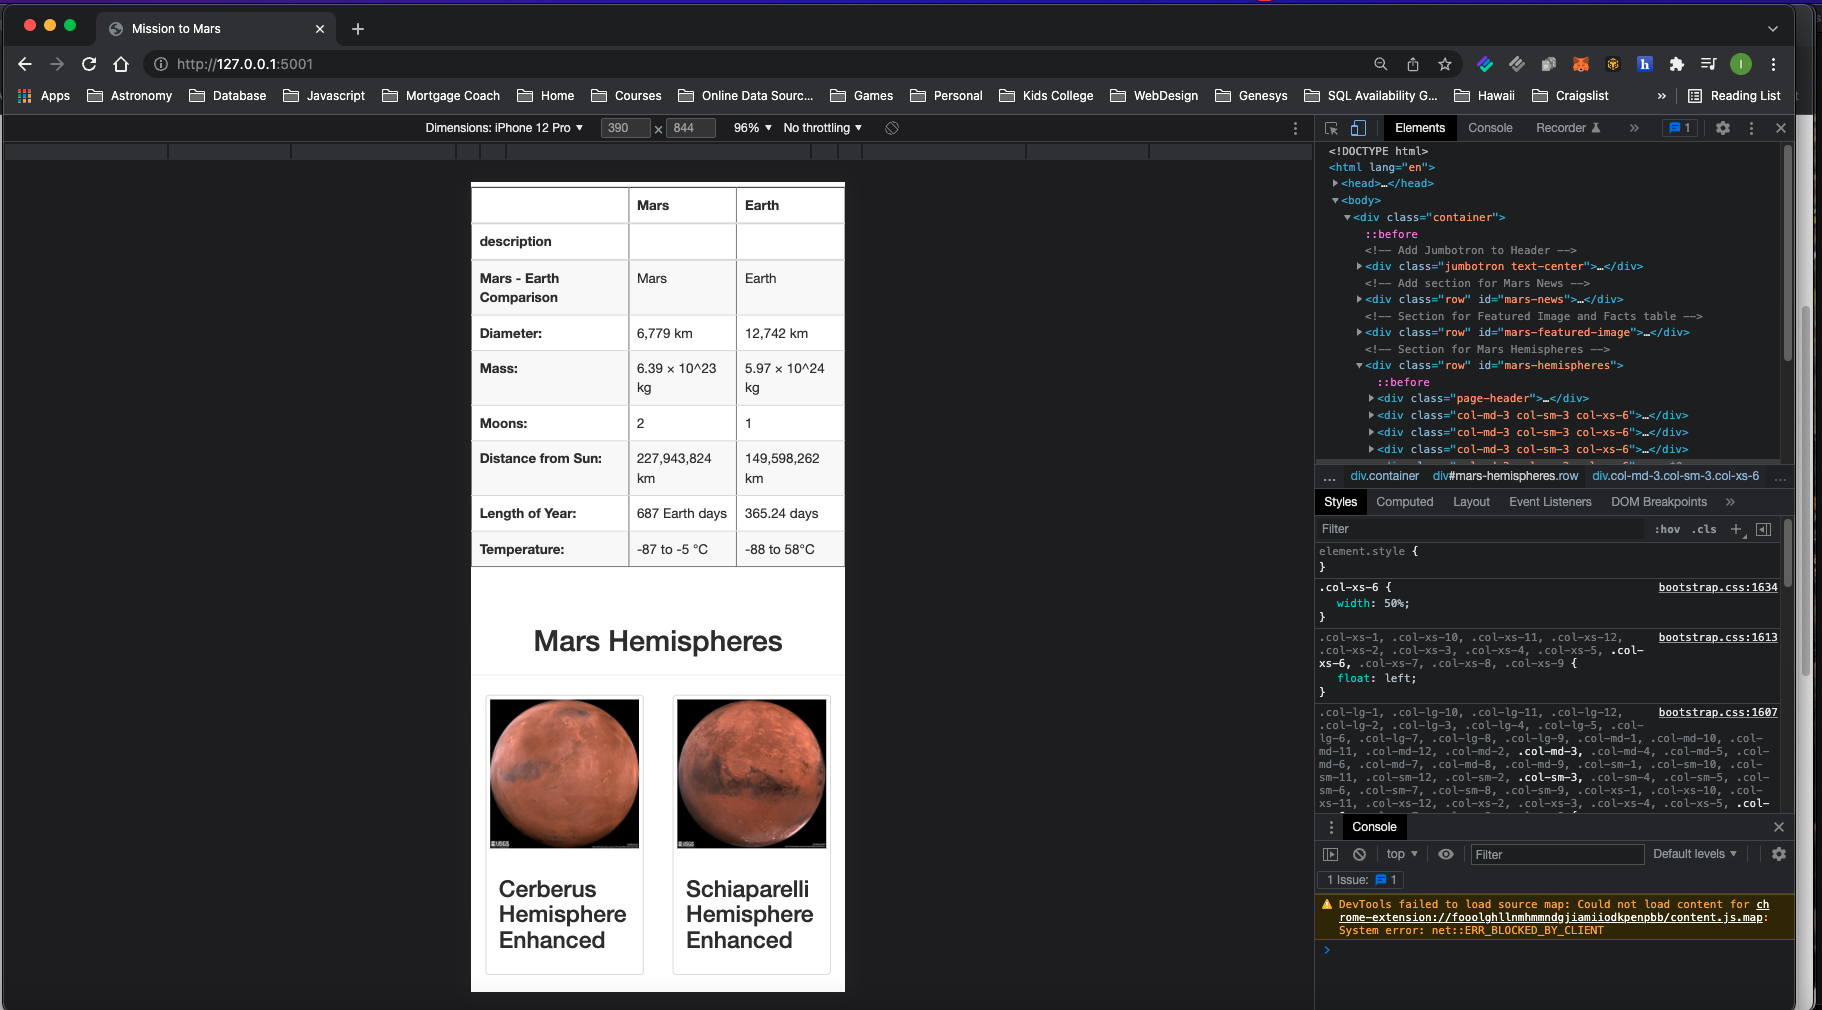 Mission to Mars
http://127.0.0.1:5001
Apps Astronomy Database Javascript Mortgage Coach Home Courses Online Data Sourc... Games Personal Kids College WebDesign Genesys SQL Availability G... Hawaii Craigslist » Reading List
Dimensions: iPhone 12 Pro ▼ 390 × 844 96% ▼ No throttling ▼
Mars Earth
description
Mars - Earth Comparison Mars Earth
Diameter: 6,779 km 12,742 km
Mass: 6.39 × 10^23 kg 5.97 × 10^24 kg
Moons: 2 1
Distance from Sun: 227,943,824 km 149,598,262 km
Length of Year: 687 Earth days 365.24 days
Temperature: -87 to -5 °C -88 to 58°C
Mars Hemispheres
USGS
USGS
Cerberus
Hemisphere
Enhanced
Schiaparelli
Hemisphere
Enhanced
Elements Console Recorder » 1
<!DOCTYPE html>
<html lang="en">
<head>…</head>
<body>
<div class="container">
::before
<!-- Add Jumbotron to Header -->
<div class="jumbotron text-center">…</div>
<!-- Add section for Mars News -->
<div class="row" id="mars-news">…</div>
<!-- Section for Featured Image and Facts table -->
<div class="row" id="mars-featured-image">…</div>
<!-- Section for Mars Hemispheres -->
<div class="row" id="mars-hemispheres">
::before
<div class="page-header">…</div>
<div class="col-md-3 col-sm-3 col-xs-6">…</div>
<div class="col-md-3 col-sm-3 col-xs-6">…</div>
<div class="col-md-3 col-sm-3 col-xs-6">…</div>
... div.container div#mars-hemispheres.row div.col-md-3.col-sm-3.col-xs-6 ...
Styles Computed Layout Event Listeners DOM Breakpoints »
Filter :hov .cls +
element.style {
}
.col-xs-6 { bootstrap.css:1634
width: 50%;
}
.col-xs-1, .col-xs-10, .col-xs-11, .col-xs-12, bootstrap.css:1613
.col-xs-2, .col-xs-3, .col-xs-4, .col-xs-5, .col-
xs-6, .col-xs-7, .col-xs-8, .col-xs-9 {
float: left;
}
.col-lg-1, .col-lg-10, .col-lg-11, .col-lg-12, bootstrap.css:1607
.col-lg-2, .col-lg-3, .col-lg-4, .col-lg-5, .col-
lg-6, .col-lg-7, .col-lg-8, .col-lg-9, .col-md-1, .col-md-10, .col-
md-11, .col-md-12, .col-md-2, .col-md-3, .col-md-4, .col-md-5, .col-
md-6, .col-md-7, .col-md-8, .col-md-9, .col-sm-1, .col-sm-10, .col-
sm-11, .col-sm-12, .col-sm-2, .col-sm-3, .col-sm-4, .col-sm-5, .col-
sm-6, .col-sm-7, .col-sm-8, .col-sm-9, .col-xs-1, .col-xs-10, .col-
xs-11, .col-xs-12, .col-xs-2, .col-xs-3, .col-xs-4, .col-xs-5, .col-
Console
top ▼ Filter Default levels ▼
1 Issue: 1
DevTools failed to load source map: Could not load content for ch
rome-extension://fooolghllnmhmmndgjiamiiodkpenpbb/content.js.map:
System error: net::ERR_BLOCKED_BY_CLIENT
>